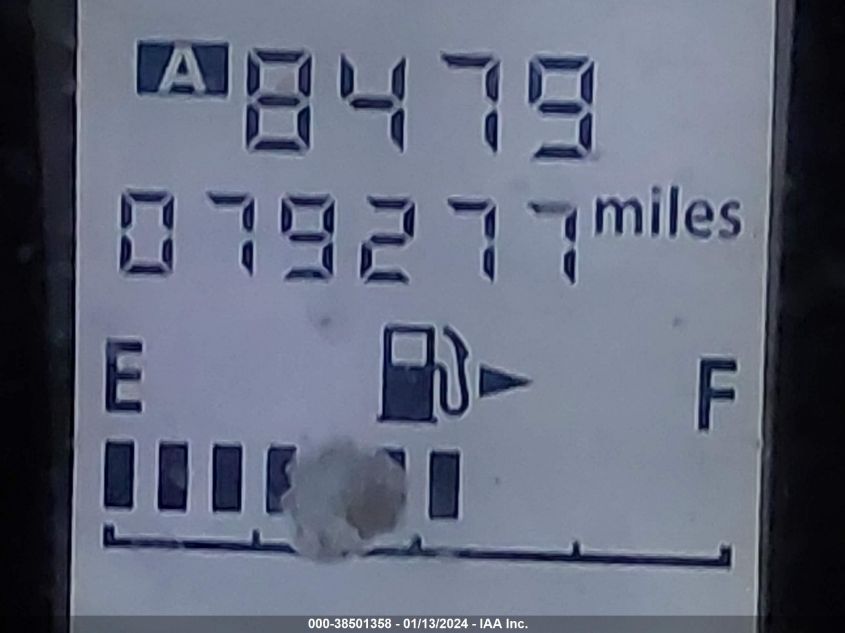 A 8479
079277 miles
E F
000-38501358 - 01/13/2024 - IAA Inc.